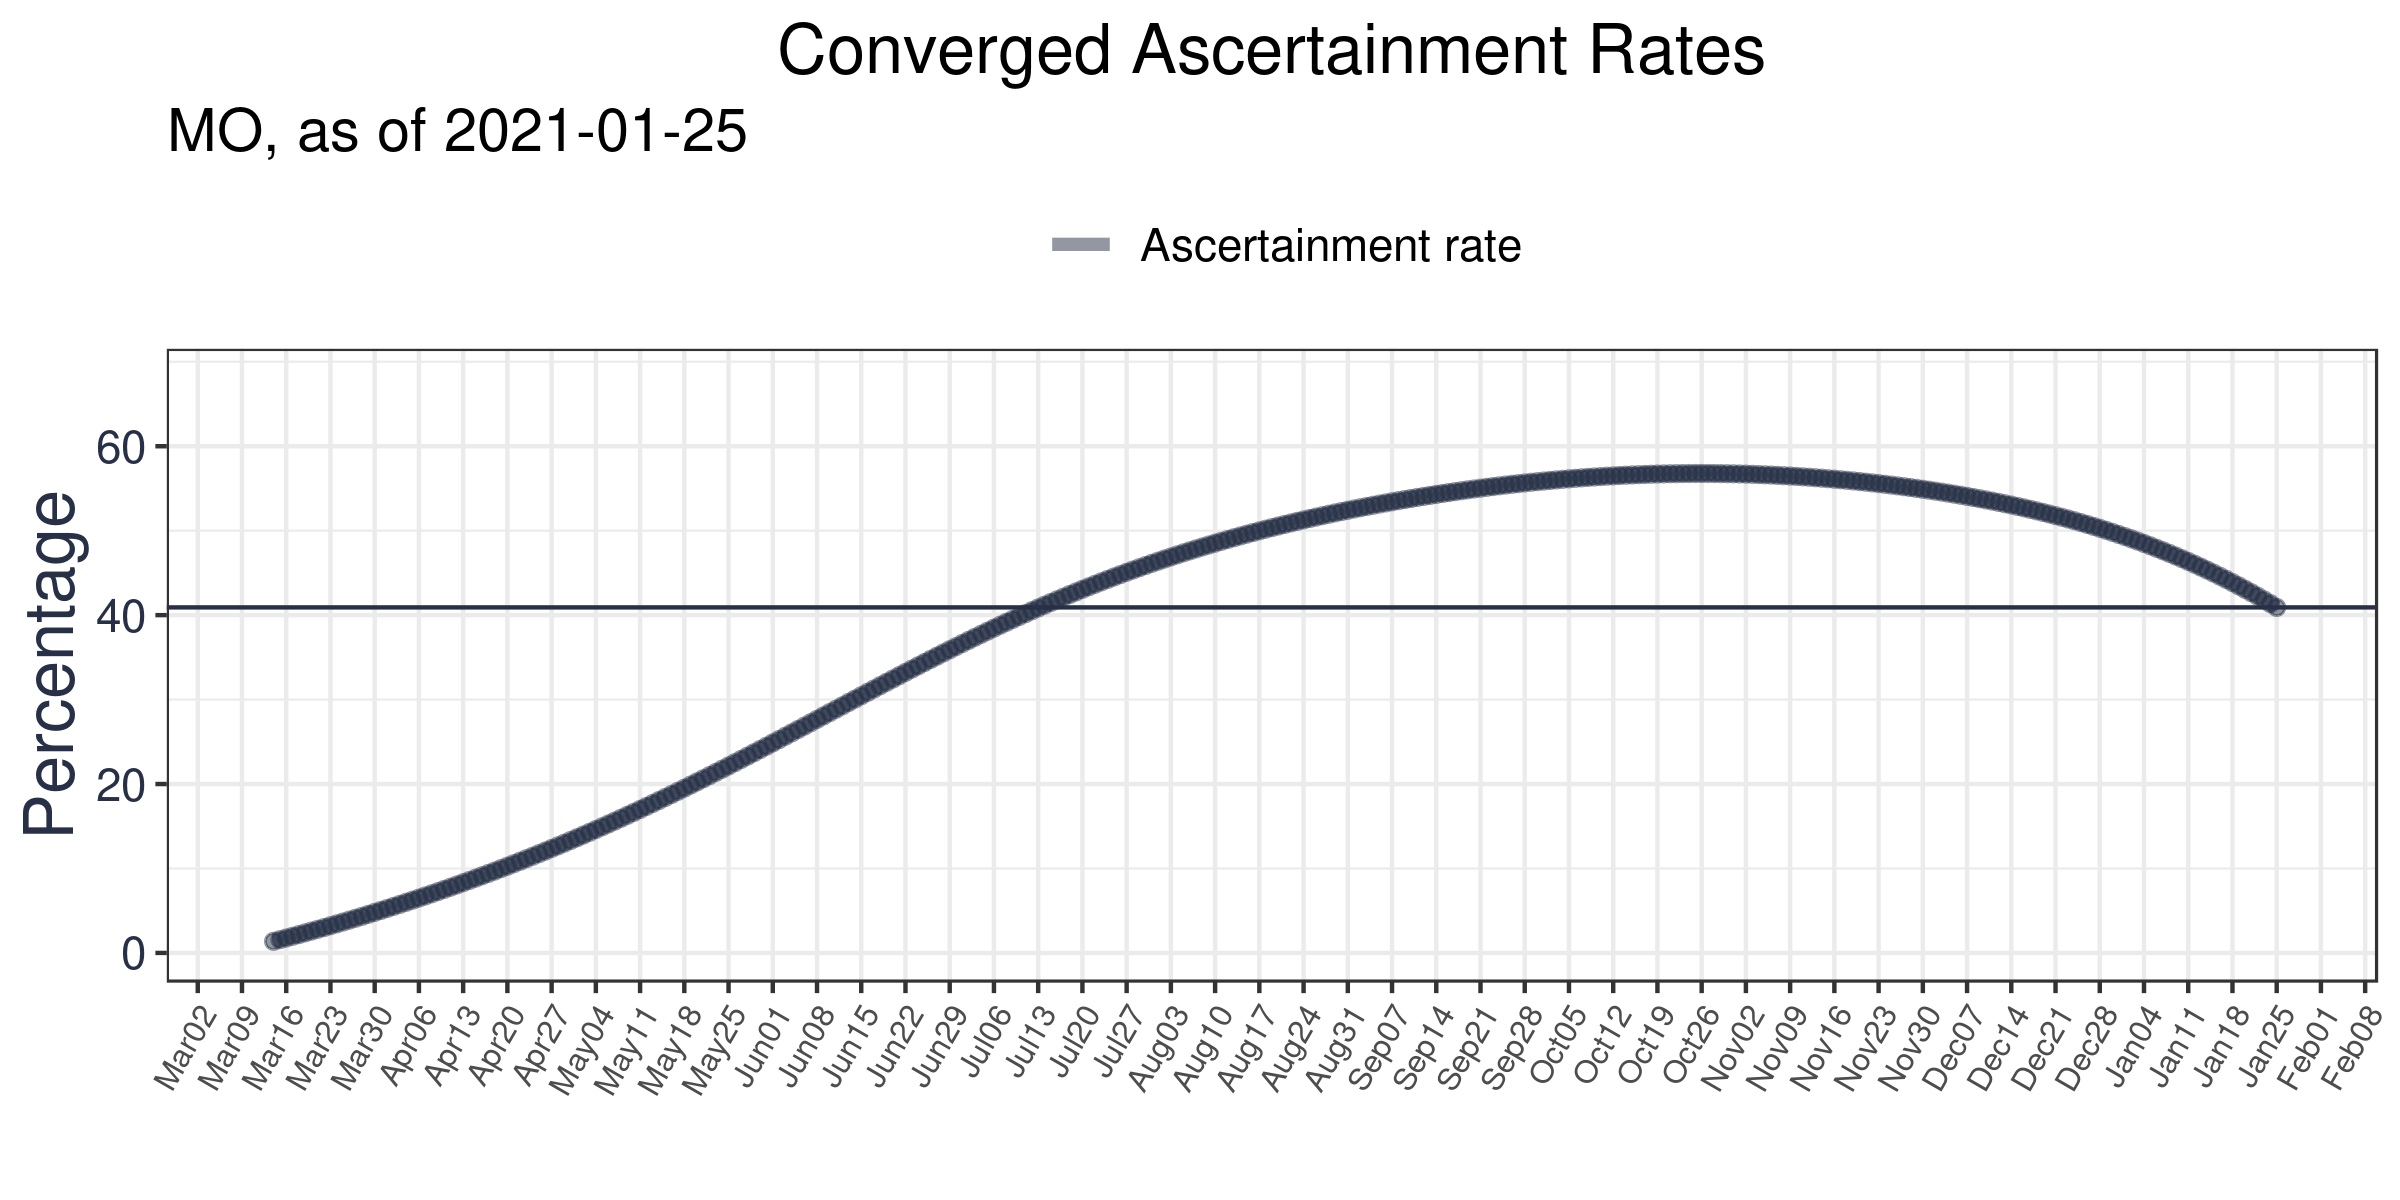 Converged Ascertainment Rates
MO, as of 2021-01-25
Ascertainment rate
Percentage
60
40
20
0
Mar02 Mar09 Mar16 Mar23 Mar30 Apr06 Apr13 Apr20 Apr27 May04 May11 May18 May25 Jun01 Jun08 Jun15 Jun22 Jun29 Jul06 Jul13 Jul20 Jul27 Aug03 Aug10 Aug17 Aug24 Aug31 Sep07 Sep14 Sep21 Sep28 Oct05 Oct12 Oct19 Oct26 Nov02 Nov09 Nov16 Nov23 Nov30 Dec07 Dec14 Dec21 Dec28 Jan04 Jan11 Jan18 Jan25 Feb01 Feb08